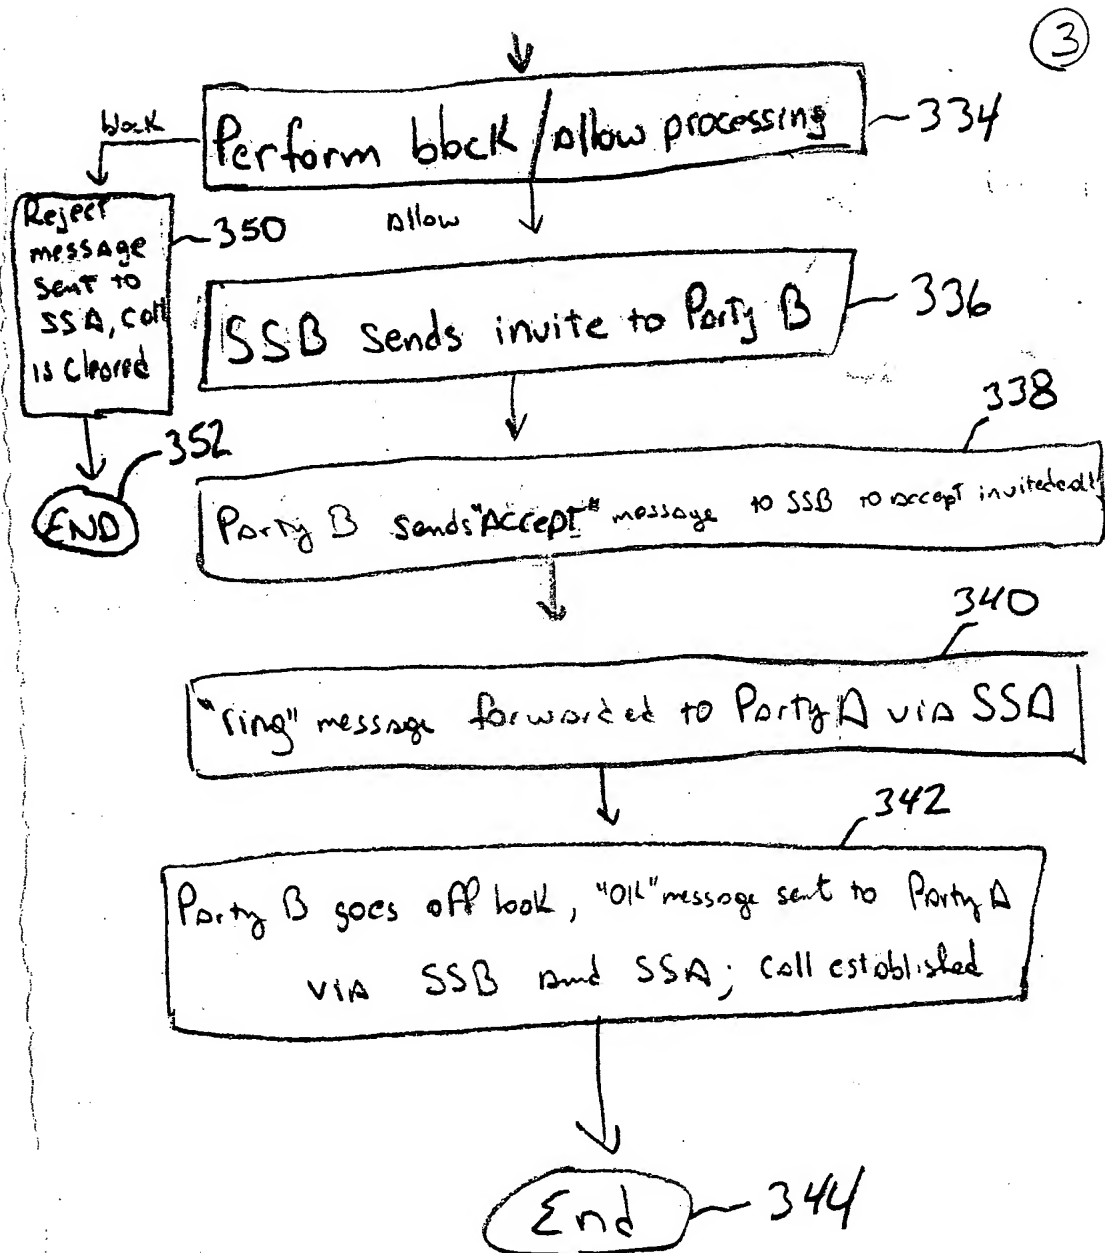 3
Perform block/Allow processing
334
block
Reject
message
sent to
SSA, call
is cleared
350
Allow
352
END
SSB sends invite to Party B
336
338
Party B sends "Accept" message to SSB to accept invited call
340
"ring" message forwarded to Party A via SSA
342
Party B goes off hook, "OK" message sent to Party A
via SSB and SSA; call established
End
344